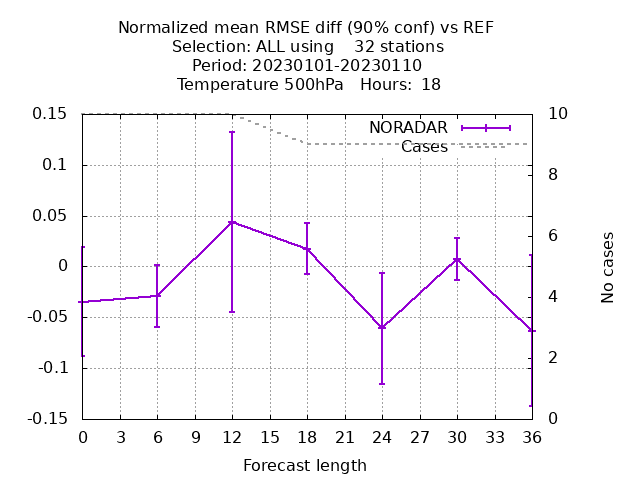 Normalized mean RMSE diff (90% conf) vs REF
Selection: ALL using    32 stations
Period: 20230101-20230110
Temperature 500hPa   Hours:  18
0.15
0.1
0.05
0
-0.05
-0.1
-0.15
NORADAR
Cases
10
8
6
4
2
0
No cases
0 3 6 9 12 15 18 21 24 27 30 33 36
Forecast length